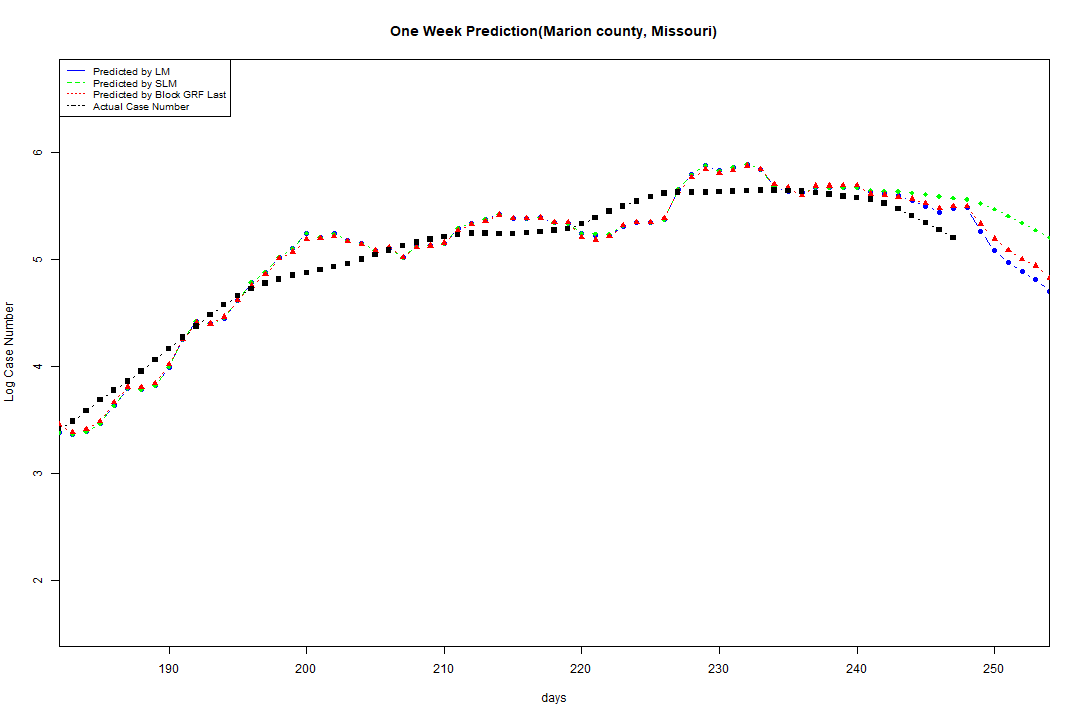 One Week Prediction(Marion county, Missouri)
Predicted by LM
Predicted by SLM
Predicted by Block GRF Last
Actual Case Number
6
5
4
3
2
Log Case Number
190 200 210 220 230 240 250
days